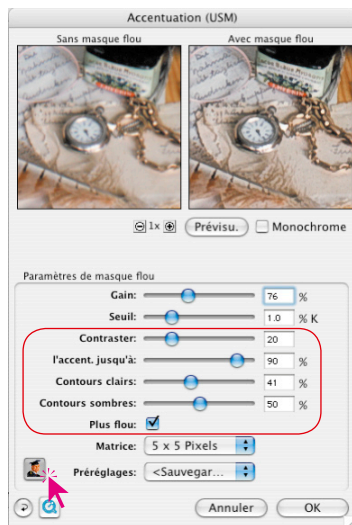 Accentuation (USM)
Sans masque flou Avec masque flou
1x Prévisu. Monochrome
Paramètres de masque flou
Gain: 76 %
Seuil: 1.0 % K
Contraster: 20
l'accent. jusqu'à: 90 %
Contours clairs: 41 %
Contours sombres: 50 %
Plus flou:
Matrice: 5 x 5 Pixels
Préréglages: <Sauvegar...
Annuler OK